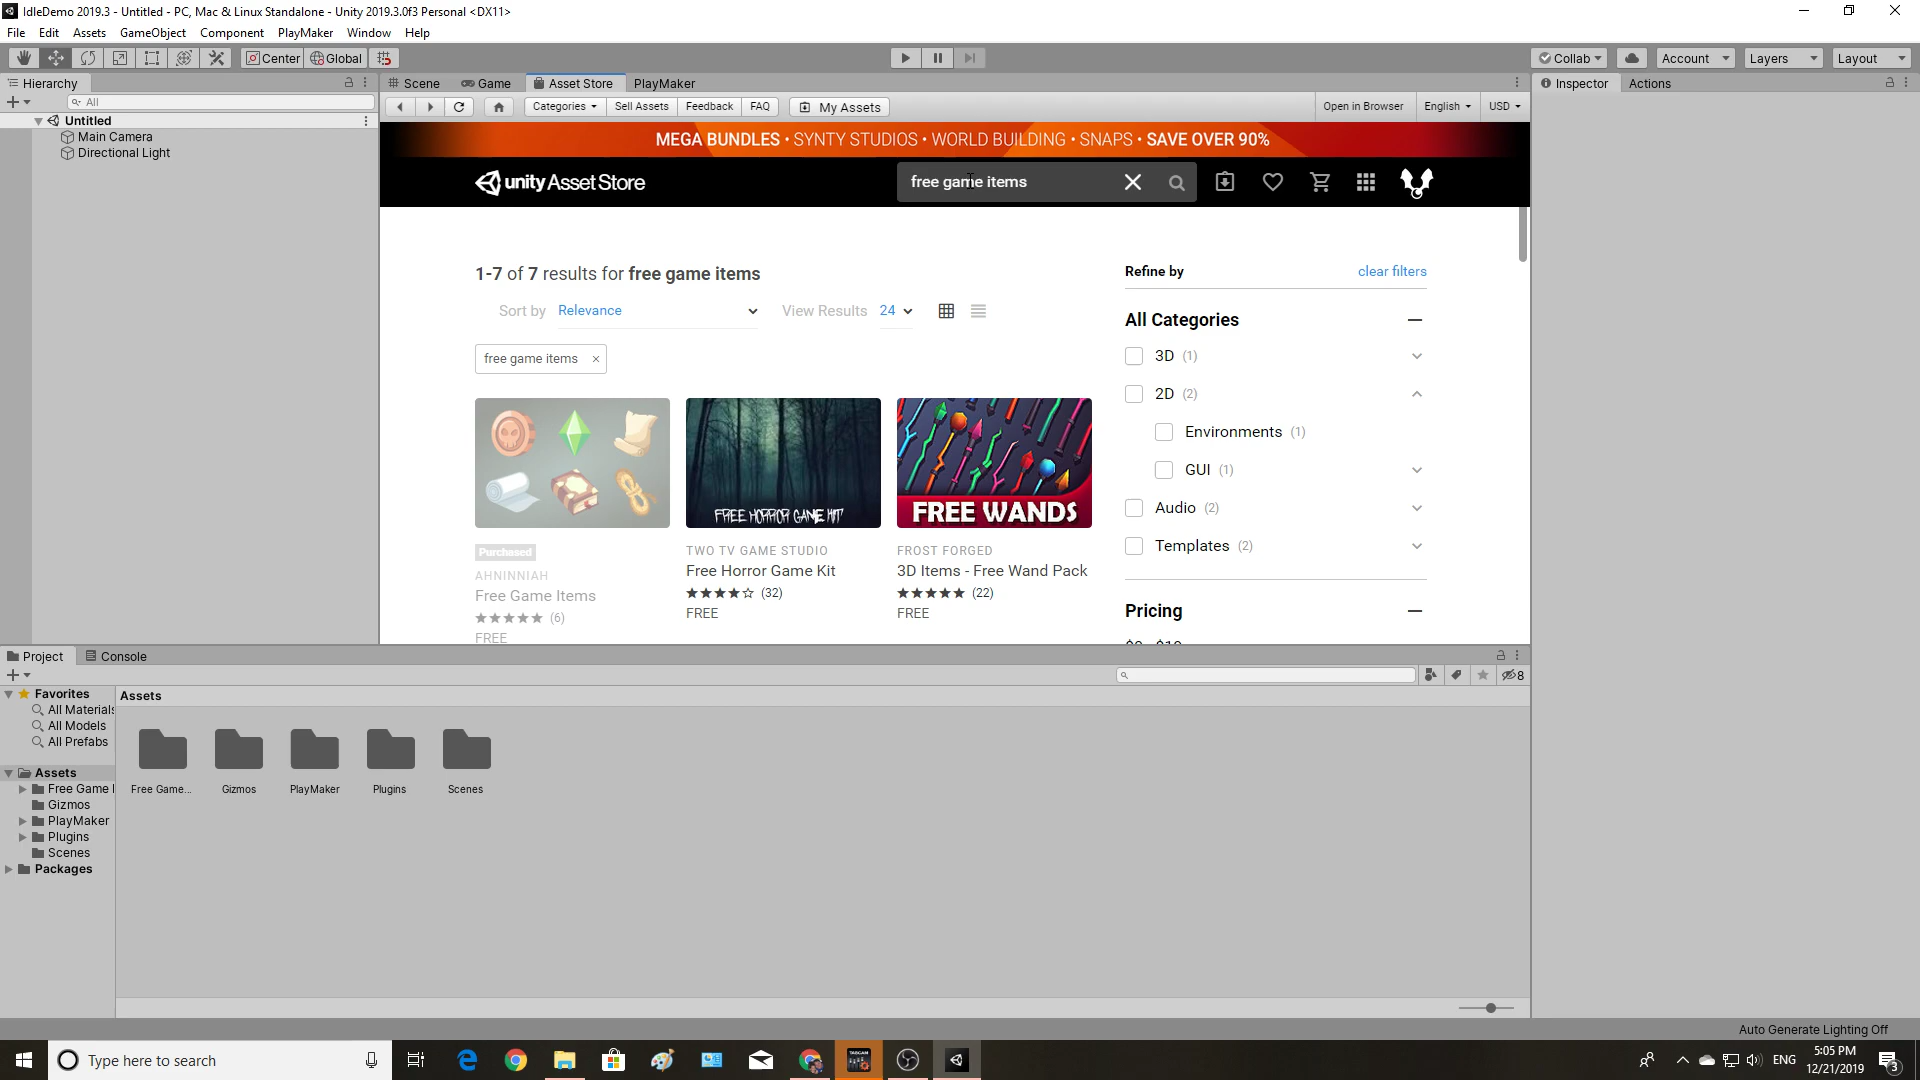 IdleDemo 2019.3 - Untitled - PC, Mac & Linux Standalone - Unity 2019.3.0f3 Personal <DX11>
File Edit Assets GameObject Component PlayMaker Window Help
Center Global Collab Account Layers Layout
Hierarchy
All
Untitled
Main Camera
Directional Light
Scene Game Asset Store PlayMaker
Categories Sell Assets Feedback FAQ My Assets Open in Browser English USD
MEGA BUNDLES • SYNTY STUDIOS • WORLD BUILDING • SNAPS • SAVE OVER 90%
unity Asset Store
free game items
1-7 of 7 results for free game items
Sort by Relevance View Results 24
free game items ×
FREE HORROR GAME KIT
FREE WANDS
Purchased
AHNINNIAH
Free Game Items
(6)
FREE
TWO TV GAME STUDIO
Free Horror Game Kit
(32)
FREE
FROST FORGED
3D Items - Free Wand Pack
(22)
FREE
Refine by clear filters
All Categories
3D (1)
2D (2)
Environments (1)
GUI (1)
Audio (2)
Templates (2)
Pricing
Inspector Actions
Project Console
8
Favorites
All Materials
All Models
All Prefabs
Assets
Free Game I
Gizmos
PlayMaker
Plugins
Scenes
Packages
Assets
Free Game...
Gizmos
PlayMaker
Plugins
Scenes
Auto Generate Lighting Off
Type here to search
TASCAM
ENG
5:05 PM
12/21/2019
3